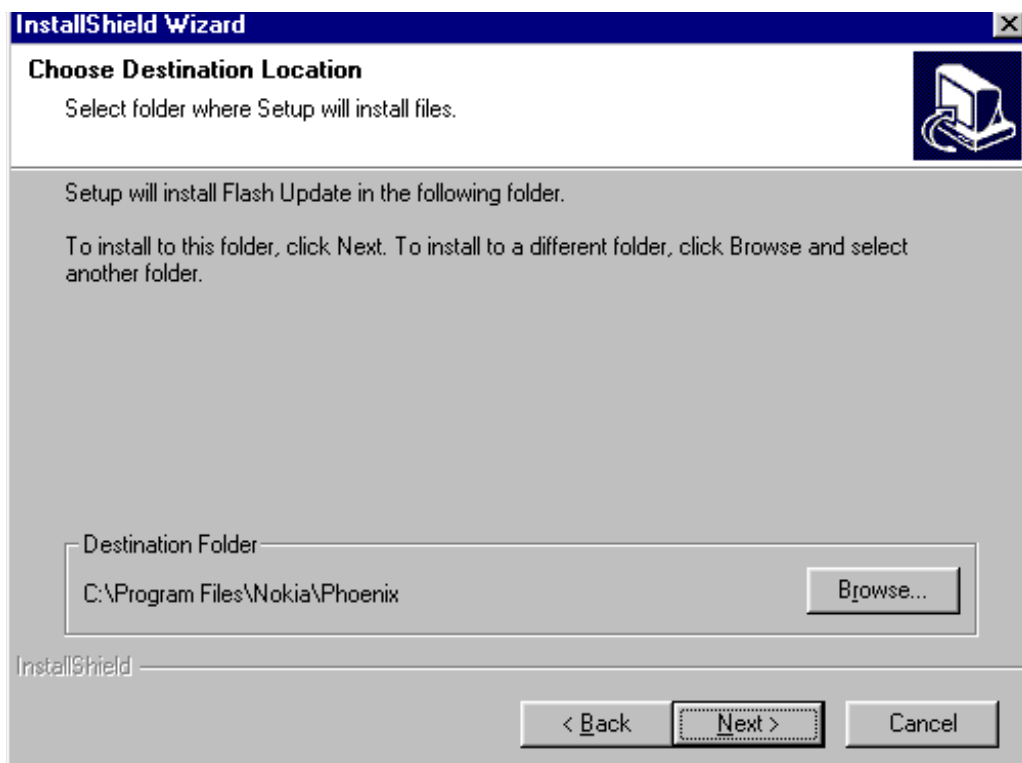 InstallShield Wizard
Choose Destination Location
Select folder where Setup will install files.
Setup will install Flash Update in the following folder.
To install to this folder, click Next. To install to a different folder, click Browse and select
another folder.
Destination Folder
C:\Program Files\Nokia\Phoenix
Browse...
InstallShield
< Back
Next >
Cancel